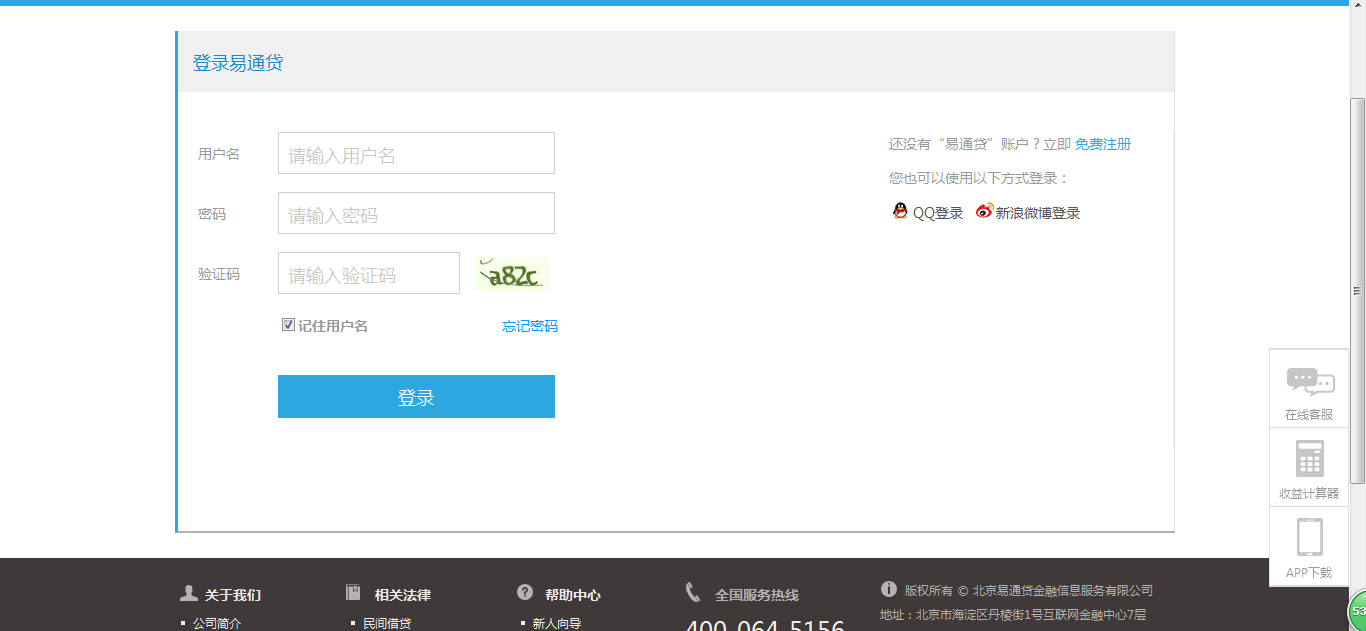 登录易通贷
用户名
请输入用户名
密码
请输入密码
验证码
请输入验证码
a82c
记住用户名
忘记密码
登录
还没有“易通贷”账户？立即 免费注册
您也可以使用以下方式登录：
QQ登录 新浪微博登录
在线客服
收益计算器
APP下载
关于我们
公司简介
相关法律
民间借贷
帮助中心
新人向导
全国服务热线
400-064-5156
版权所有 © 北京易通贷金融信息服务有限公司
地址：北京市海淀区丹棱街1号互联网金融中心7层
53